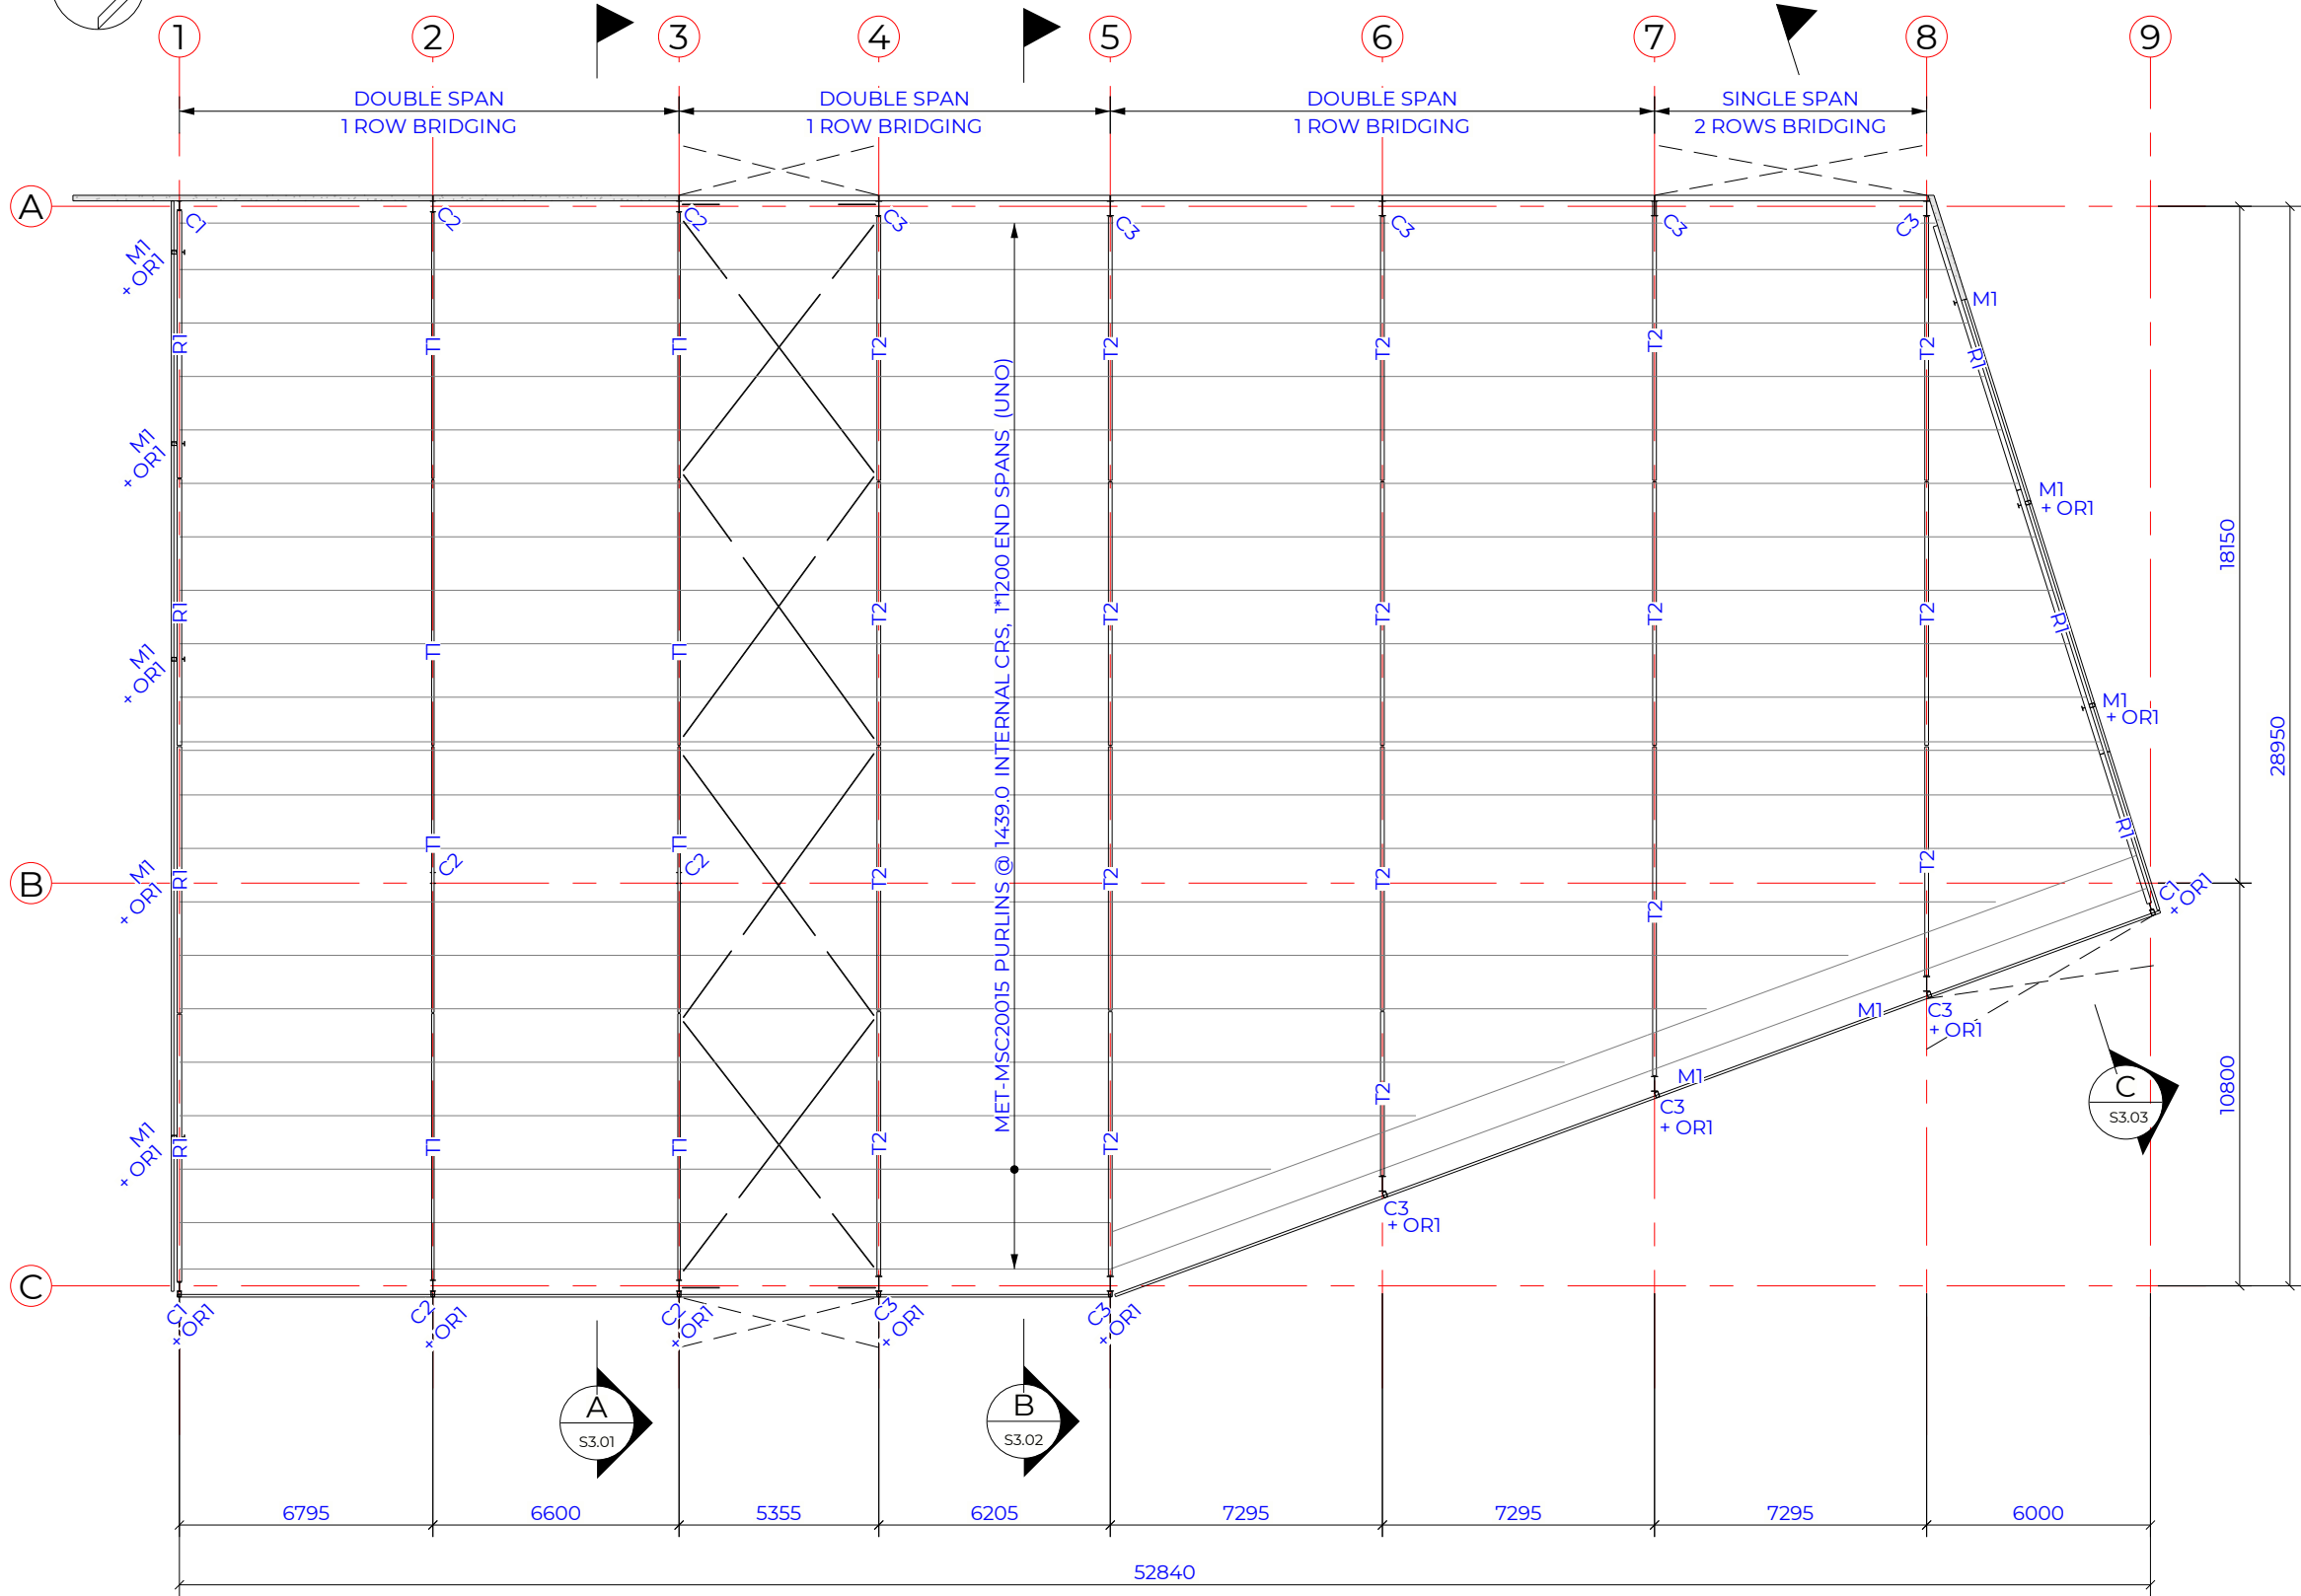 1 2 3 4 5 6 7 8 9
DOUBLE SPAN
1 ROW BRIDGING
DOUBLE SPAN
1 ROW BRIDGING
DOUBLE SPAN
1 ROW BRIDGING
SINGLE SPAN
2 ROWS BRIDGING
A
C1
C2
C2
C3
C3
C3
C3
C3
M1
+ OR1
M1
R1
T1
T1
T2
T2
T2
T2
T2
R1
M1
+ OR1
M1
+ OR1
18150
R1
T2
T2
T2
T2
T2
R1
M1
+ OR1
T1
T1
M1
+ OR1
28950
MET-MSC20015 PURLINS @ 1439.0 INTERNAL CRS, 1*1200 END SPANS (UNO)
B
M1
+ OR1
R1
T1
C2
T1
C2
T2
T2
T2
T2
T2
R1
C1
+ OR1
M1
C3
+ OR1
M1
C3
+ OR1
T2
C3
+ OR1
10800
C
S3.03
M1
+ OR1
R1
T1
T1
T2
T2
C
C1
+ OR1
C2
+ OR1
C2
+ OR1
C3
+ OR1
C3
+ OR1
A
S3.01
B
S3.02
6795 6600 5355 6205 7295 7295 7295 6000
52840